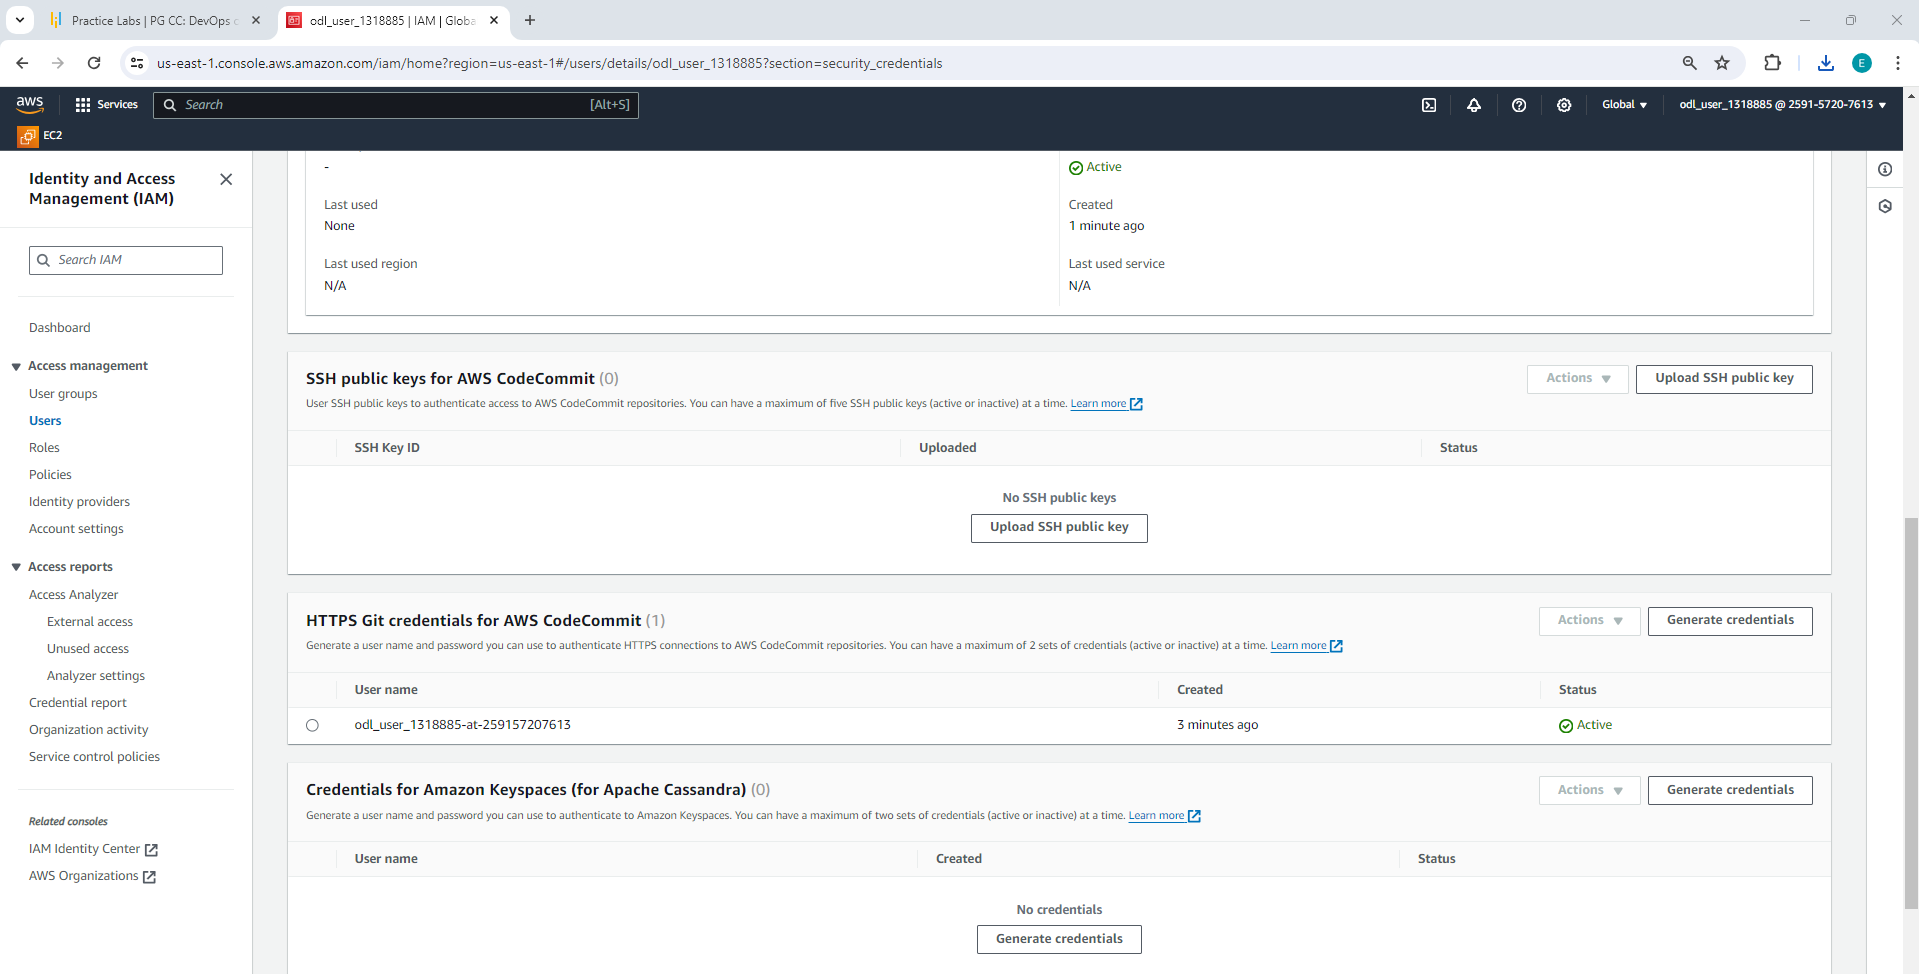 Practice Labs | PG CC: DevOps
odl_user_1318885 | IAM | Globa
us-east-1.console.aws.amazon.com/iam/home?region=us-east-1#/users/details/odl_user_1318885?section=security_credentials
E
aws
Services
Search
[Alt+S]
Global
odl_user_1318885 @ 2591-5720-7613
EC2
Identity and Access
Management (IAM)
Search IAM
Dashboard
Access management
User groups
Users
Roles
Policies
Identity providers
Account settings
Access reports
Access Analyzer
External access
Unused access
Analyzer settings
Credential report
Organization activity
Service control policies
Related consoles
IAM Identity Center
AWS Organizations
-
Active
Last used
None
Created
1 minute ago
Last used region
N/A
Last used service
N/A
SSH public keys for AWS CodeCommit (0)
Actions
Upload SSH public key
User SSH public keys to authenticate access to AWS CodeCommit repositories. You can have a maximum of five SSH public keys (active or inactive) at a time. Learn more
SSH Key ID
Uploaded
Status
No SSH public keys
Upload SSH public key
HTTPS Git credentials for AWS CodeCommit (1)
Actions
Generate credentials
Generate a user name and password you can use to authenticate HTTPS connections to AWS CodeCommit repositories. You can have a maximum of 2 sets of credentials (active or inactive) at a time. Learn more
User name
Created
Status
odl_user_1318885-at-259157207613
3 minutes ago
Active
Credentials for Amazon Keyspaces (for Apache Cassandra) (0)
Actions
Generate credentials
Generate a user name and password you can use to authenticate to Amazon Keyspaces. You can have a maximum of two sets of credentials (active or inactive) at a time. Learn more
User name
Created
Status
No credentials
Generate credentials